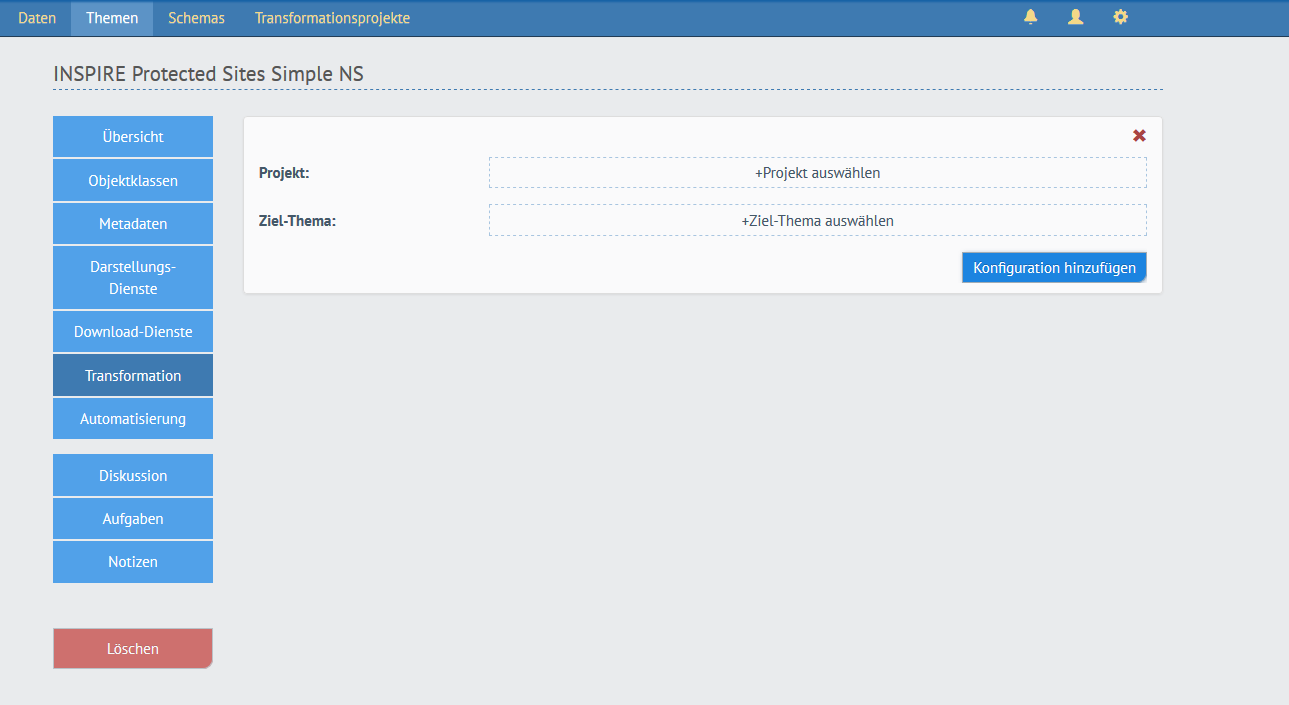 Daten Themen Schemas Transformationsprojekte
INSPIRE Protected Sites Simple NS
Übersicht
Objektklassen
Metadaten
Darstellungs-
Dienste
Download-Dienste
Transformation
Automatisierung
Diskussion
Aufgaben
Notizen
Löschen
Projekt: +Projekt auswählen
Ziel-Thema: +Ziel-Thema auswählen
Konfiguration hinzufügen